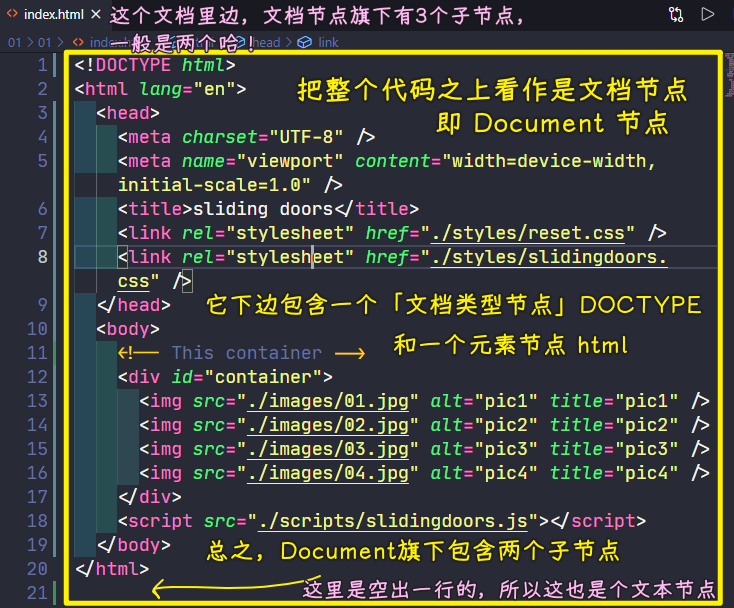 index.html
这个文档里边，文档节点旗下有3个子节点，
01 > 01 > index.html > head > link
一般是两个哈！
1 <!DOCTYPE html>
2 <html lang="en">
把整个代码之上看作是文档节点
3 <head>
即 Document 节点
4 <meta charset="UTF-8" />
5 <meta name="viewport" content="width=device-width,
initial-scale=1.0" />
6 <title>sliding doors</title>
7 <link rel="stylesheet" href="./styles/reset.css" />
8 <link rel="stylesheet" href="./styles/slidingdoors.
css" />
9 </head>
它下边包含一个「文档类型节点」DOCTYPE
10 <body>
和一个元素节点 html
11 <!-- This container -->
12 <div id="container">
13 <img src="./images/01.jpg" alt="pic1" title="pic1" />
14 <img src="./images/02.jpg" alt="pic2" title="pic2" />
15 <img src="./images/03.jpg" alt="pic3" title="pic3" />
16 <img src="./images/04.jpg" alt="pic4" title="pic4" />
17 </div>
18 <script src="./scripts/slidingdoors.js"></script>
19 </body>
总之，Document旗下包含两个子节点
20 </html>
21
这里是空出一行的，所以这也是个文本节点